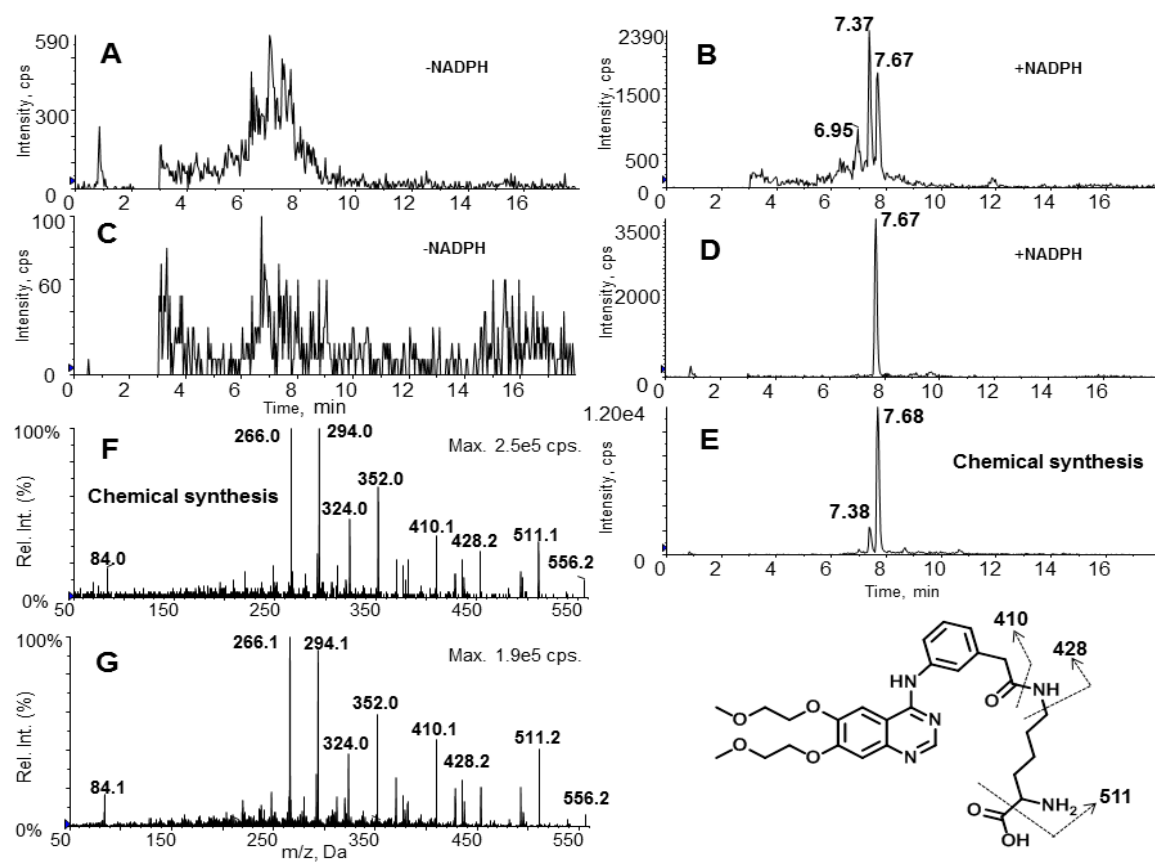 A
-NADPH
Intensity, cps
590
300
0
0 2 4 6 8 10 12 14 16
B
+NADPH
7.37
7.67
6.95
Intensity, cps
2390
1500
500
0
0 2 4 6 8 10 12 14 16
C
-NADPH
Intensity, cps
100
60
0
0 2 4 6 8 10 12 14 16
Time, min
D
+NADPH
7.67
Intensity, cps
3500
2000
0
0 2 4 6 8 10 12 14 16
Time, min
E
Chemical synthesis
7.68
7.38
Intensity, cps
1.20e4
0
0 2 4 6 8 10 12 14 16
Time, min
F
Chemical synthesis
Max. 2.5e5 cps.
Rel. Int. (%)
100%
0%
84.0
266.0
294.0
324.0
352.0
410.1
428.2
511.1
556.2
50 150 250 350 450 550
G
Max. 1.9e5 cps.
Rel. Int. (%)
100%
0%
84.1
266.1
294.1
324.0
352.0
410.1
428.2
511.2
556.2
50 150 250 350 450 550
m/z, Da
410
428
NH
O
NH
O
O
N
O
O
N
NH₂
511
O
OH